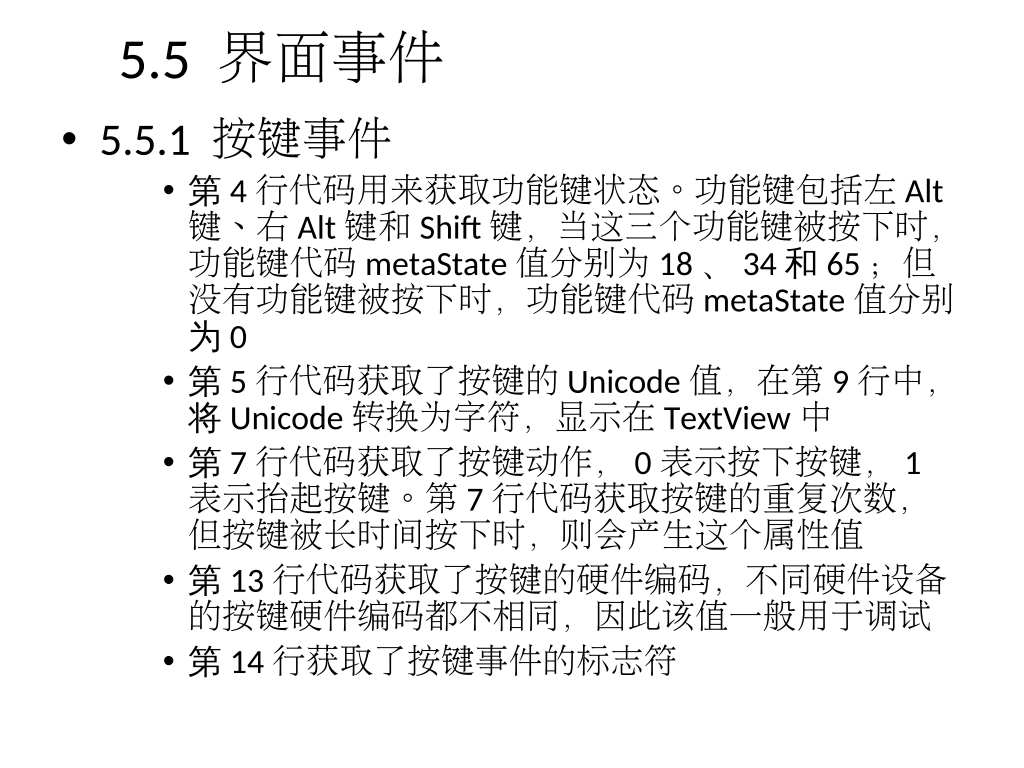 5.5 界面事件
• 5.5.1 按键事件
• 第 4 行代码用来获取功能键状态。功能键包括左 Alt
键、右 Alt 键和 Shift 键，当这三个功能键被按下时，
功能键代码 metaState 值分别为 18 、 34 和 65 ；但
没有功能键被按下时，功能键代码 metaState 值分别
为 0
• 第 5 行代码获取了按键的 Unicode 值，在第 9 行中，
将 Unicode 转换为字符，显示在 TextView 中
• 第 7 行代码获取了按键动作， 0 表示按下按键， 1
表示抬起按键。第 7 行代码获取按键的重复次数，
但按键被长时间按下时，则会产生这个属性值
• 第 13 行代码获取了按键的硬件编码，不同硬件设备
的按键硬件编码都不相同，因此该值一般用于调试
• 第 14 行获取了按键事件的标志符